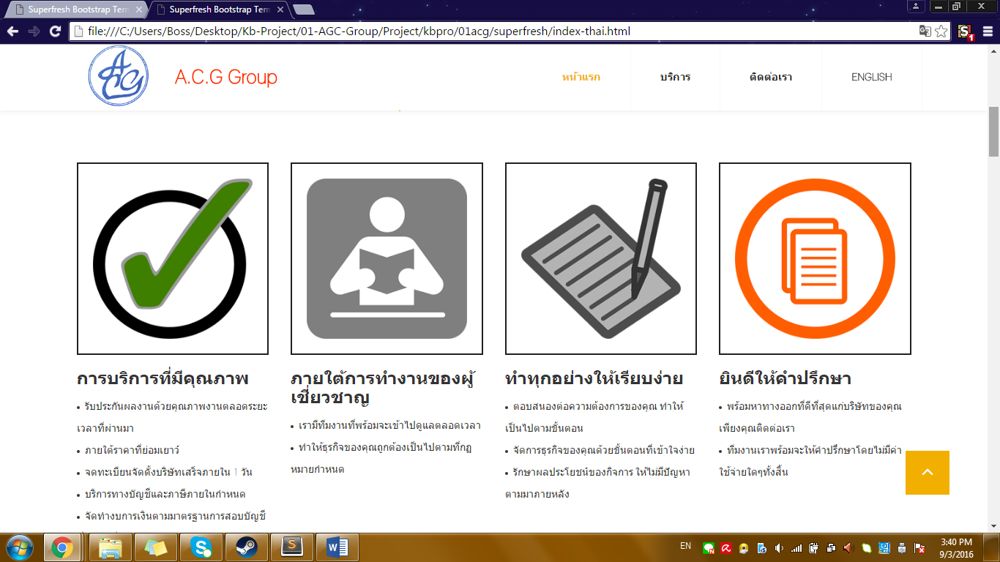 Superfresh Bootstrap Tem
Superfresh Bootstrap Tem
file:///C:/Users/Boss/Desktop/Kb-Project/01-AGC-Group/Project/kbpro/01acg/superfresh/index-thai.html
A.C.G Group
หน้าแรก
บริการ
ติดต่อเรา
ENGLISH
การบริการที่มีคุณภาพ
• รับประกันผลงานด้วยคุณภาพงานตลอดระยะ
เวลาที่ผ่านมา
• ภายใต้ราคาที่ย่อมเยาว์
• จดทะเบียนจัดตั้งบริษัทเสร็จภายใน 1 วัน
• บริการทางบัญชีและภาษีภายในกำหนด
• จัดทำงบการเงินตามมาตรฐานการสอบบัญชี
ภายใต้การทำงานของผู้
เชี่ยวชาญ
• เรามีทีมงานที่พร้อมจะเข้าไปดูแลตลอดเวลา
• ทำให้ธุรกิจของคุณถูกต้องเป็นไปตามที่กฏ
หมายกำหนด
ทำทุกอย่างให้เรียบง่าย
• ตอบสนองต่อความต้องการของคุณ ทำให้
เป็นไปตามขั้นตอน
• จัดการธุรกิจของคุณด้วยขั้นตอนที่เข้าใจง่าย
• รักษาผลประโยชน์ของกิจการ ให้ไม่มีปัญหา
ตามมาภายหลัง
ยินดีให้คำปรึกษา
• พร้อมหาทางออกที่ดีที่สุดแก่บริษัทของคุณ
เพียงคุณติดต่อเรา
• ทีมงานเราพร้อมจะให้คำปรึกษาโดยไม่มีค่า
ใช้จ่ายใดๆทั้งสิ้น
EN
3:40 PM
9/3/2016